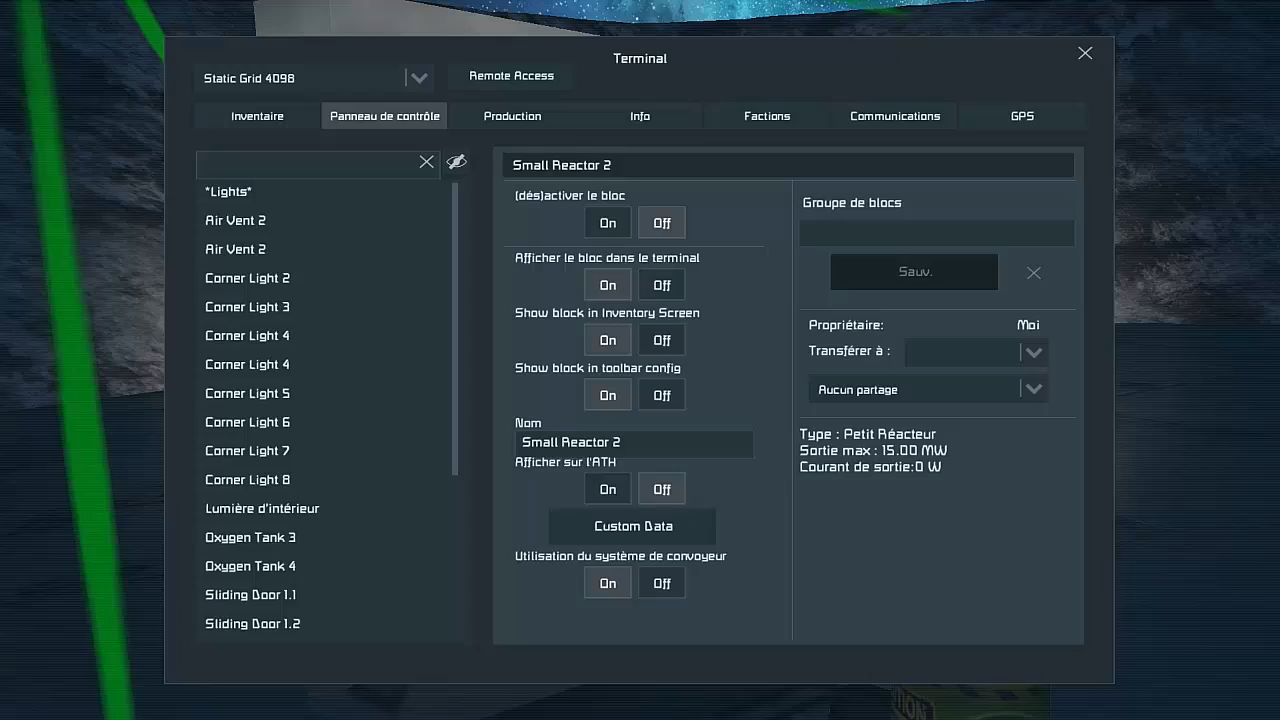 Terminal
Static Grid 4098
Remote Access
Inventaire
Panneau de contrôle
Production
Info
Factions
Communications
GPS
*Lights*
Air Vent 2
Air Vent 2
Corner Light 2
Corner Light 3
Corner Light 4
Corner Light 4
Corner Light 5
Corner Light 6
Corner Light 7
Corner Light 8
Lumière d'intérieur
Oxygen Tank 3
Oxygen Tank 4
Sliding Door 1.1
Sliding Door 1.2
Small Reactor 2
(dés)activer le bloc
On Off
Afficher le bloc dans le terminal
On Off
Show block in Inventory Screen
On Off
Show block in toolbar config
On Off
Nom
Small Reactor 2
Afficher sur l'ATH
On Off
Custom Data
Utilisation du système de convoyeur
On Off
Groupe de blocs
Sauv.
Propriétaire: Moi
Transférer à :
Aucun partage
Type : Petit Réacteur
Sortie max : 15.00 MW
Courant de sortie:0 W